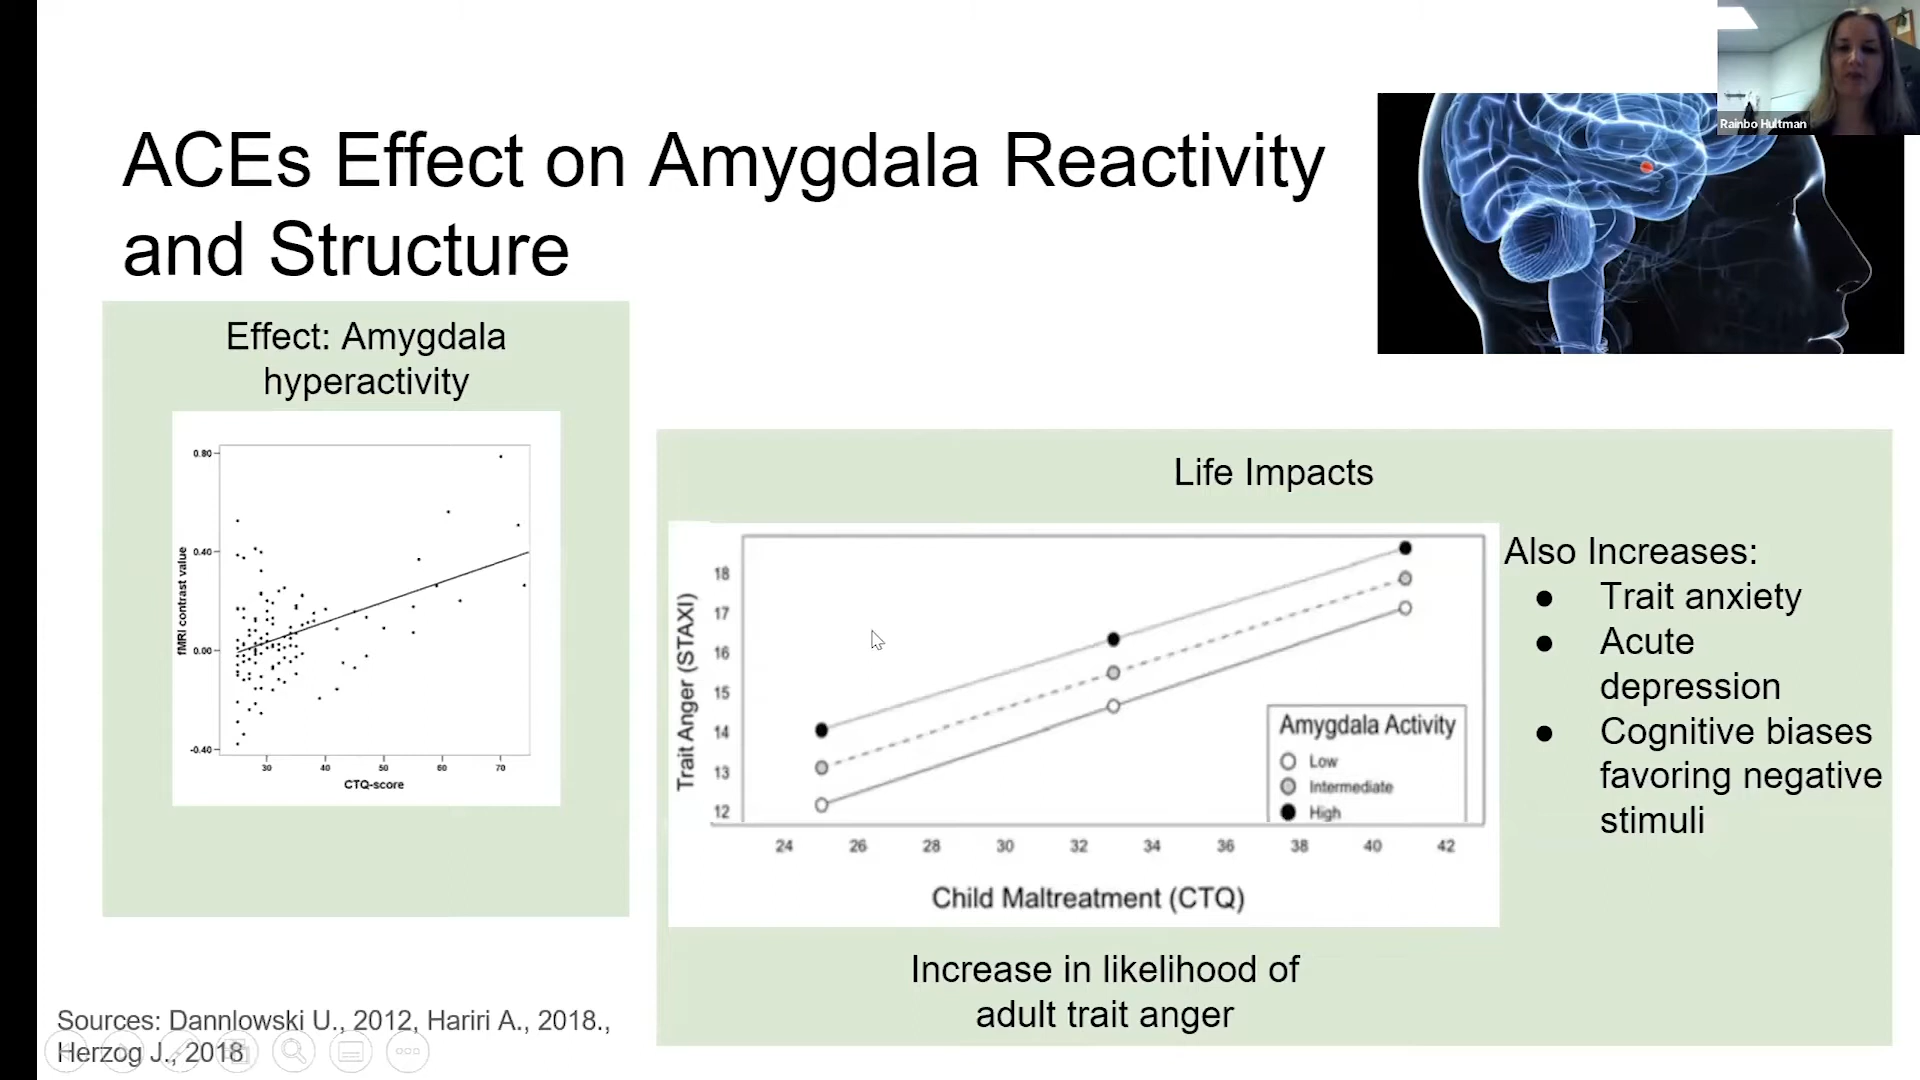 Rainbo Hultman
ACEs Effect on Amygdala Reactivity
and Structure
Effect: Amygdala
hyperactivity
0.80
0.40
0.00
-0.40
fMRI contrast value
30 40 50 60 70
CTQ-score
Life Impacts
Trait Anger (STAXI)
18
17
16
15
14
13
12
Amygdala Activity
Low
Intermediate
High
24 26 28 30 32 34 36 38 40 42
Child Maltreatment (CTQ)
Increase in likelihood of
adult trait anger
Also Increases:
● Trait anxiety
● Acute
depression
● Cognitive biases
favoring negative
stimuli
Sources: Dannlowski U., 2012, Hariri A., 2018.,
Herzog J., 2018